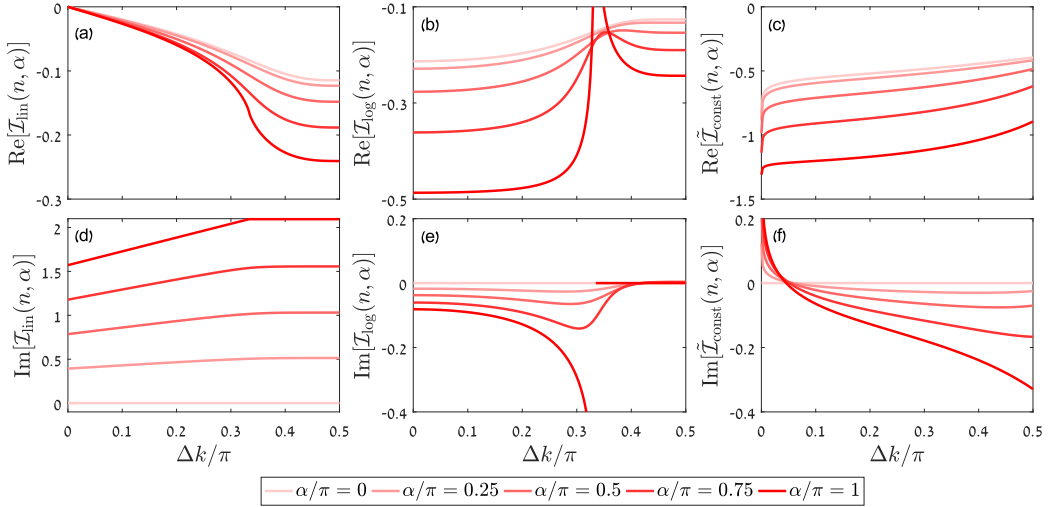 (a)
Re[𝓘_lin(n, α)]
0
-0.1
-0.2
-0.3
(b)
Re[𝓘_log(n, α)]
-0.1
-0.3
-0.5
(c)
Re[𝓘̃_const(n, α)]
0
-0.5
-1
-1.5
(d)
Im[𝓘_lin(n, α)]
2
1.5
1
0.5
0
0 0.1 0.2 0.3 0.4 0.5
Δk/π
(e)
Im[𝓘_log(n, α)]
0.2
0
-0.2
-0.4
0 0.1 0.2 0.3 0.4 0.5
Δk/π
(f)
Im[𝓘̃_const(n, α)]
0.2
0
-0.2
-0.4
0 0.1 0.2 0.3 0.4 0.5
Δk/π
α/π = 0 α/π = 0.25 α/π = 0.5 α/π = 0.75 α/π = 1